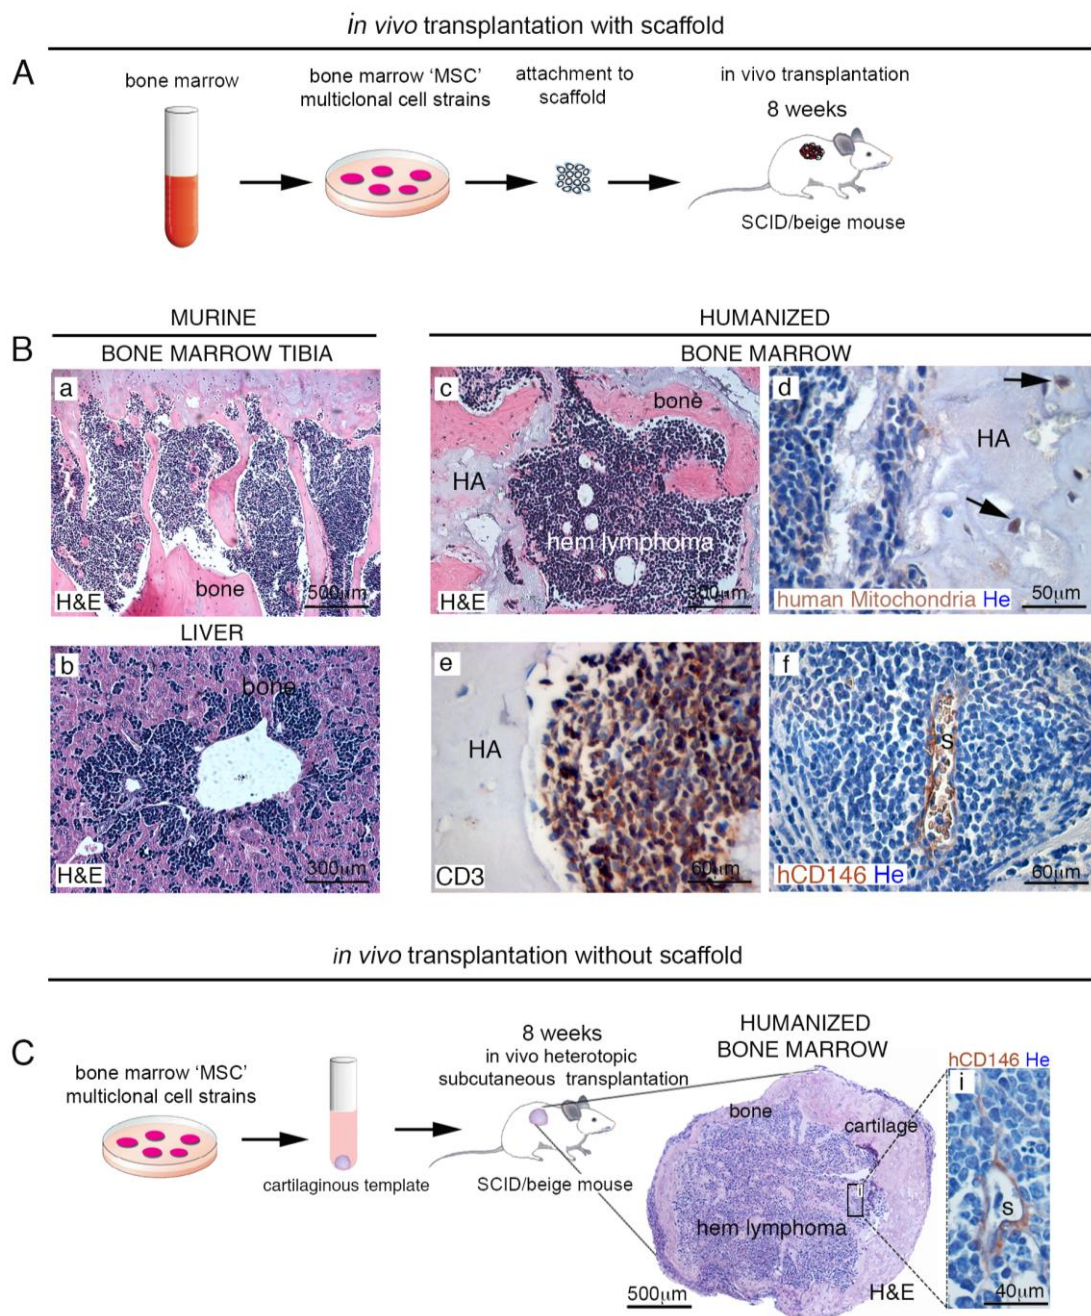 in vivo transplantation with scaffold
A
bone marrow
bone marrow 'MSC'
multiclonal cell strains
attachment to
scaffold
in vivo transplantation
8 weeks
SCID/beige mouse
B
MURINE
BONE MARROW TIBIA
a
bone
H&E
500µm
LIVER
b
bone
H&E
300µm
HUMANIZED
BONE MARROW
c
bone
HA
hem lymphoma
H&E
300µm
d
HA
human Mitochondria He
50µm
e
HA
CD3
60µm
f
s
hCD146 He
60µm
in vivo transplantation without scaffold
C
bone marrow 'MSC'
multiclonal cell strains
cartilaginous template
8 weeks
in vivo heterotopic
subcutaneous transplantation
SCID/beige mouse
HUMANIZED
BONE MARROW
bone
cartilage
i
hem lymphoma
500µm
H&E
hCD146 He
i
s
40µm